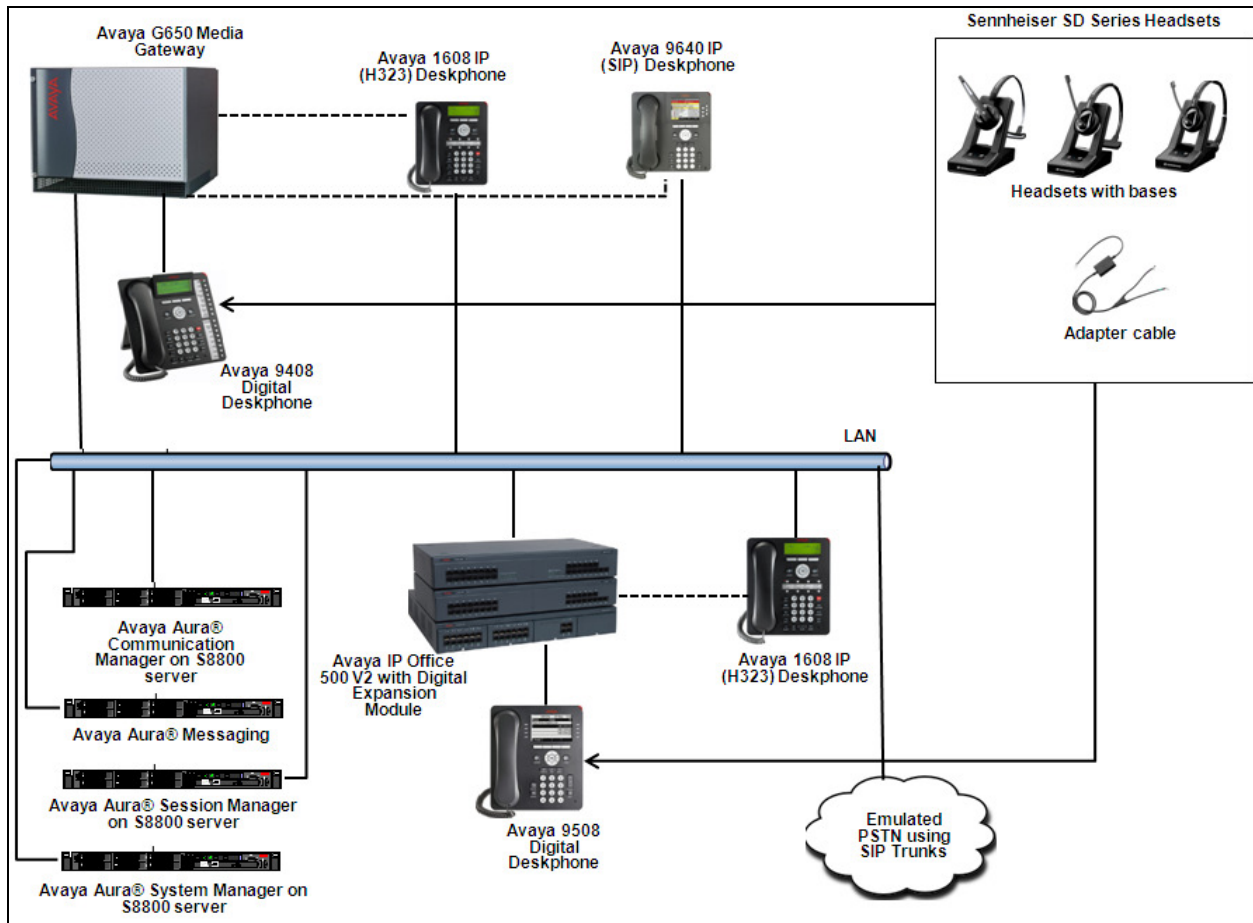 Avaya G650 Media
Gateway
Avaya 1608 IP
(H323) Deskphone
Avaya 9640 IP
(SIP) Deskphone
Sennheiser SD Series Headsets
AVAYA
Headsets with bases
Adapter cable
Avaya 9408
Digital
Deskphone
LAN
Avaya Aura®
Communication
Manager on S8800
server
Avaya IP Office
500 V2 with Digital
Expansion
Module
Avaya 1608 IP
(H323) Deskphone
Avaya Aura® Messaging
Avaya Aura® Session Manager
on S8800 server
Avaya 9508
Digital
Deskphone
Emulated
PSTN using
SIP Trunks
Avaya Aura® System Manager on
S8800 server